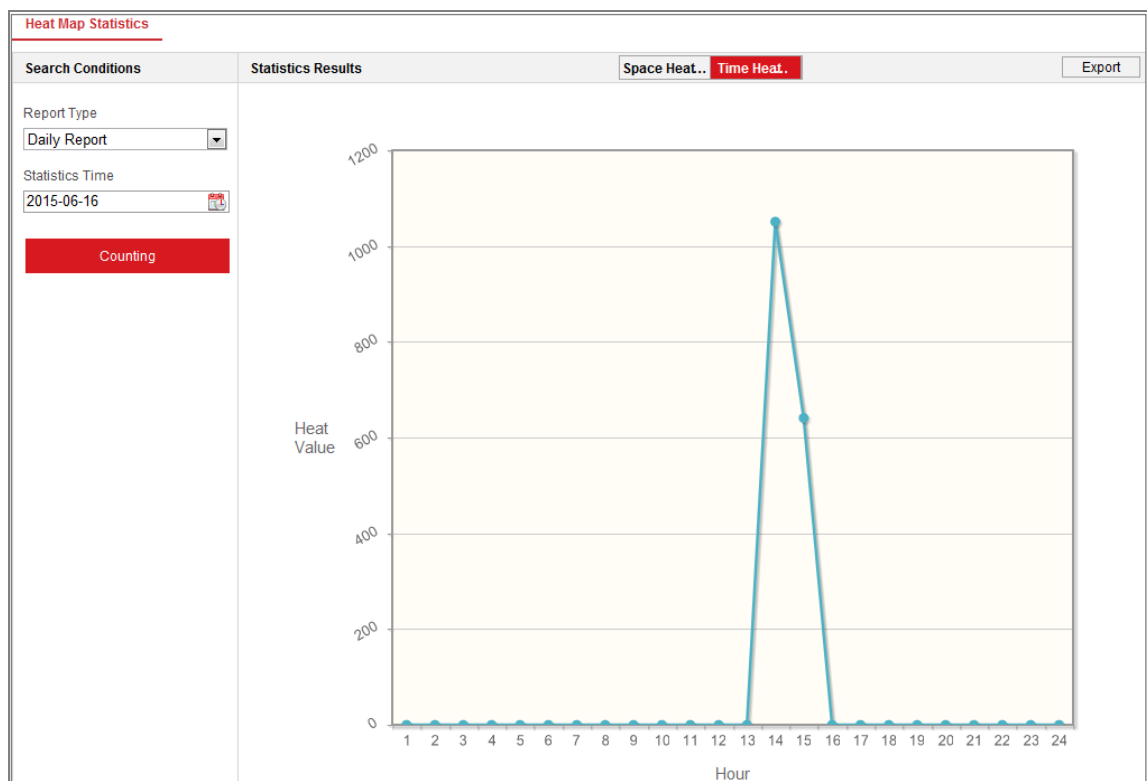 Heat Map Statistics
Search Conditions
Statistics Results
Space Heat...
Time Heat..
Export
Report Type
Daily Report
Statistics Time
2015-06-16
Counting
1200
1000
800
600
400
200
0
Heat
Value
1 2 3 4 5 6 7 8 9 10 11 12 13 14 15 16 17 18 19 20 21 22 23 24
Hour